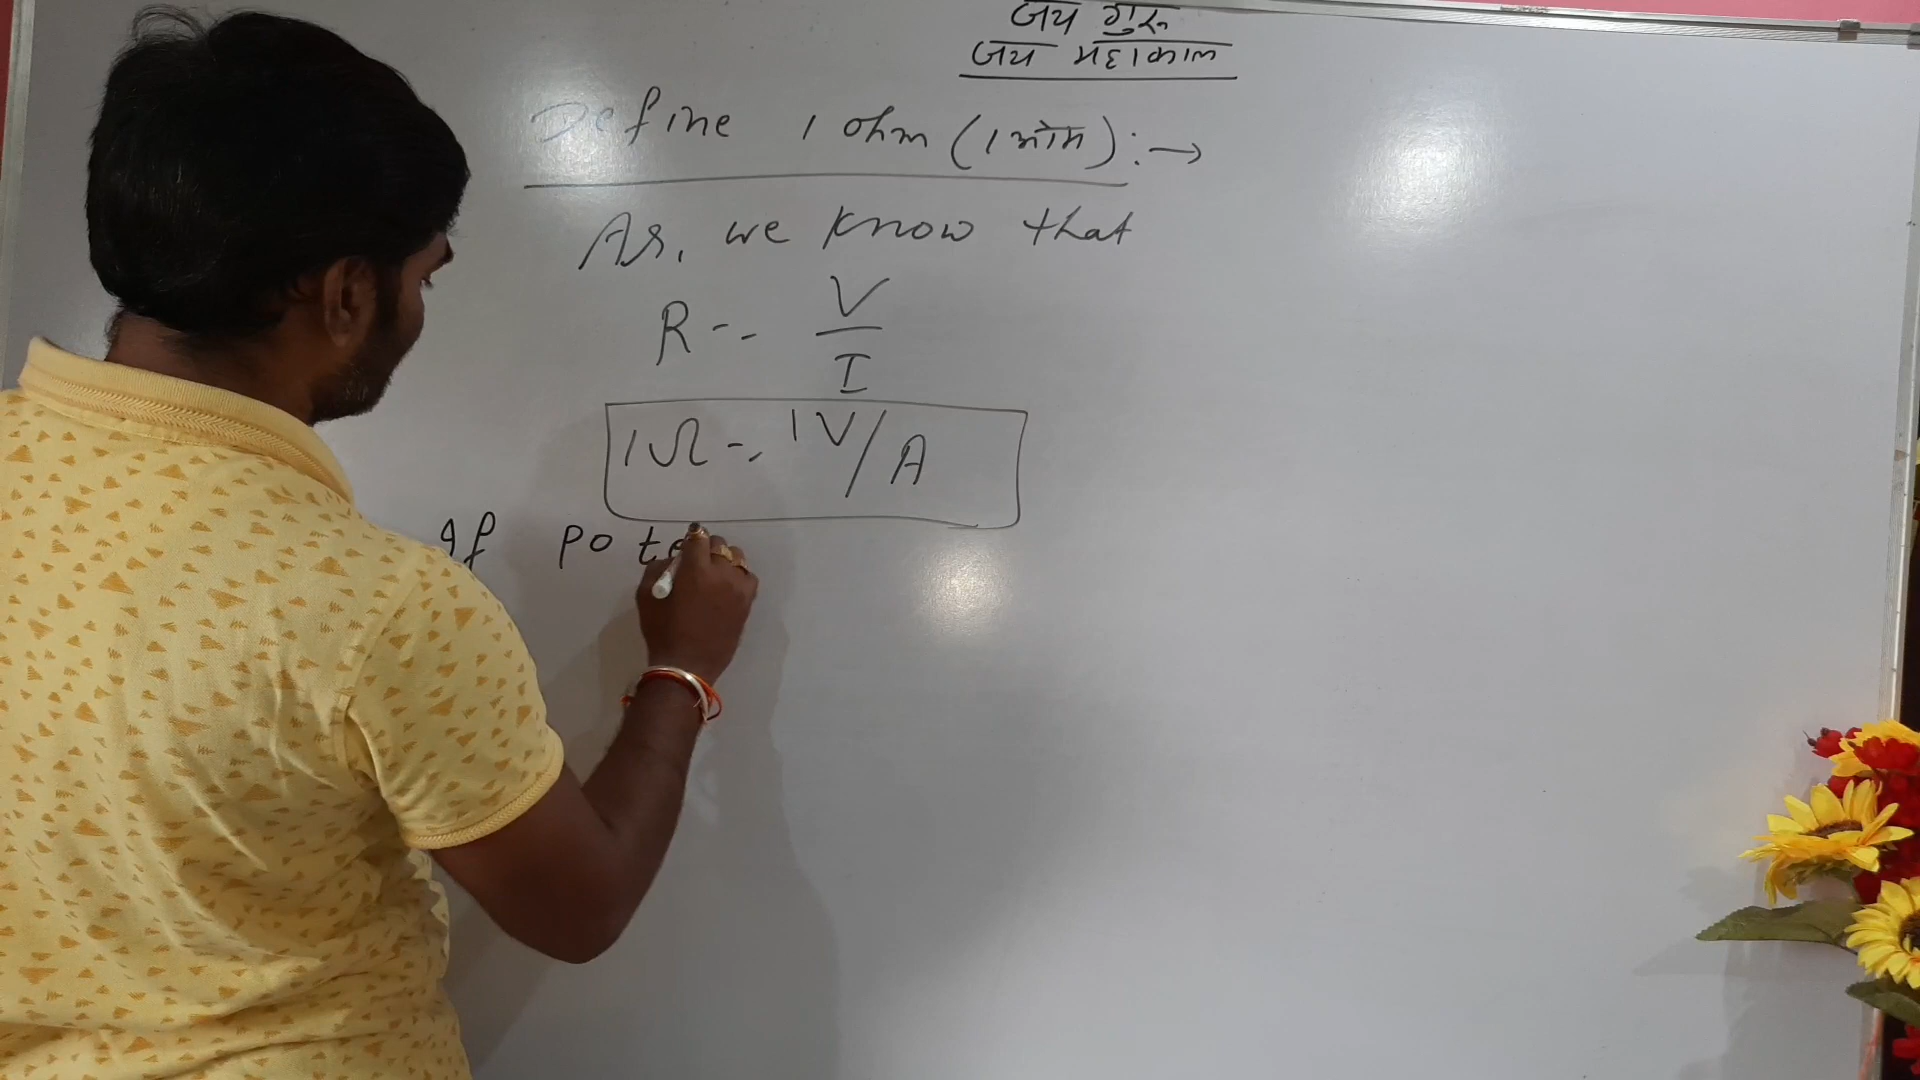 जय गुरु
जय महाकाल
Define 1 ohm (1 ओम) :→
As, we know that
R = V/I
1Ω = 1V/A
If pote